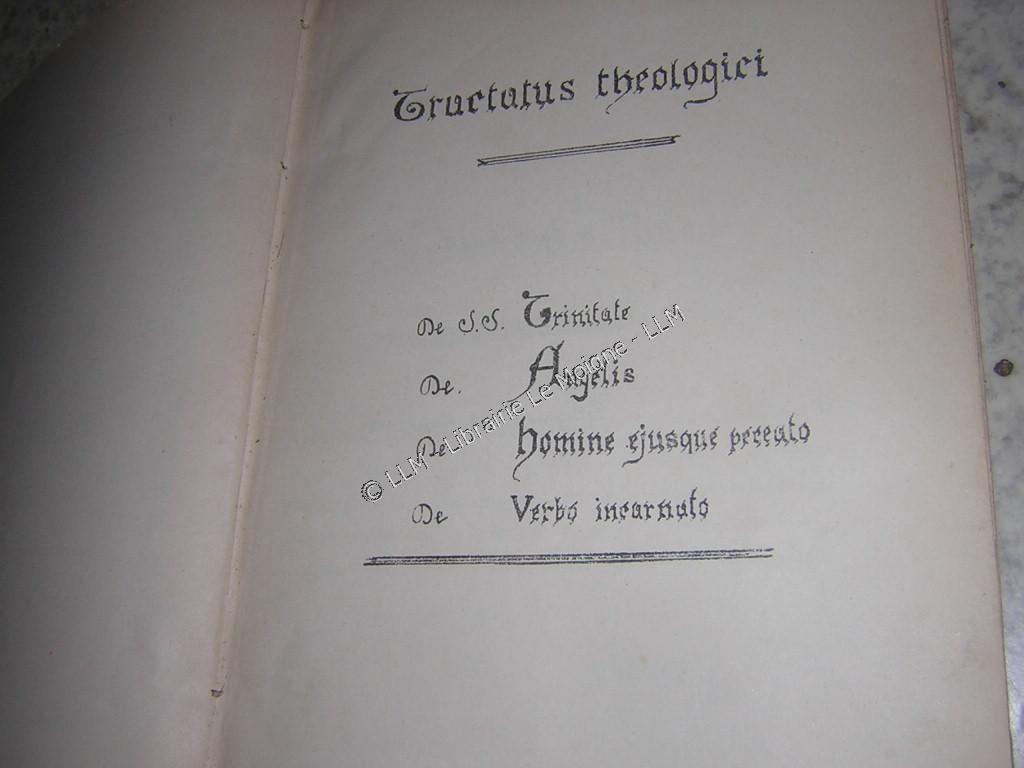 Tractatus theologici
De S.S. Trinitate
De. Angelis
De Homine ejusque peccato
De Verbo incarnato
© LLM - Librairie Le Moigne - LLM